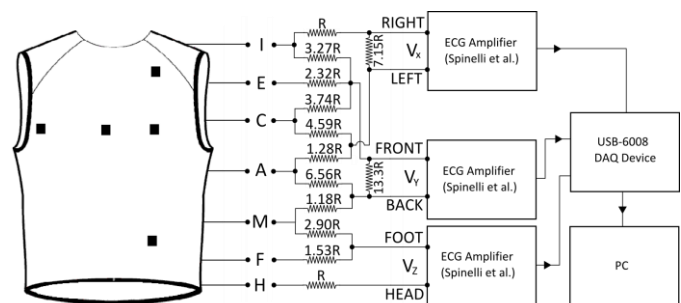 I
E
C
A
M
F
H
R
3.27R
2.32R
3.74R
4.59R
1.28R
6.56R
1.18R
2.90R
1.53R
R
7.15R
13.3R
RIGHT
Vx
LEFT
FRONT
VY
BACK
FOOT
VZ
HEAD
ECG Amplifier
(Spinelli et al.)
ECG Amplifier
(Spinelli et al.)
ECG Amplifier
(Spinelli et al.)
USB-6008
DAQ Device
PC